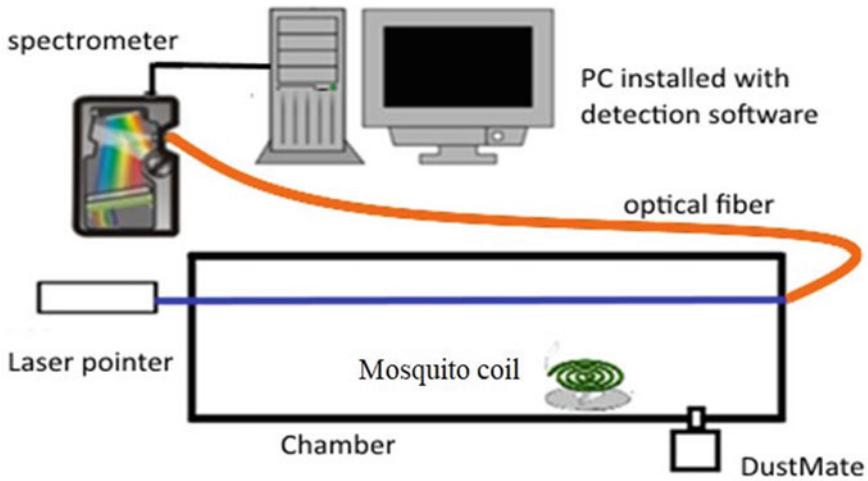 spectrometer
PC installed with
detection software
optical fiber
Laser pointer
Mosquito coil
Chamber
DustMate